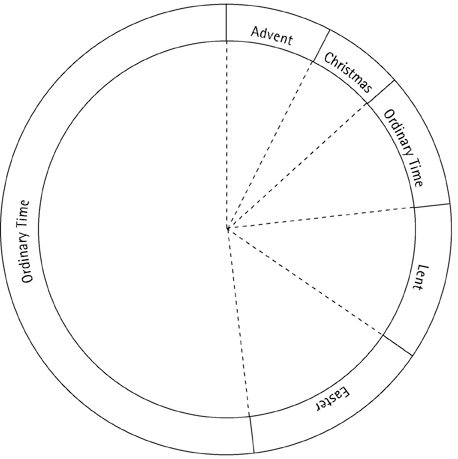 Advent
Christmas
Ordinary Time
Lent
Easter
Ordinary Time